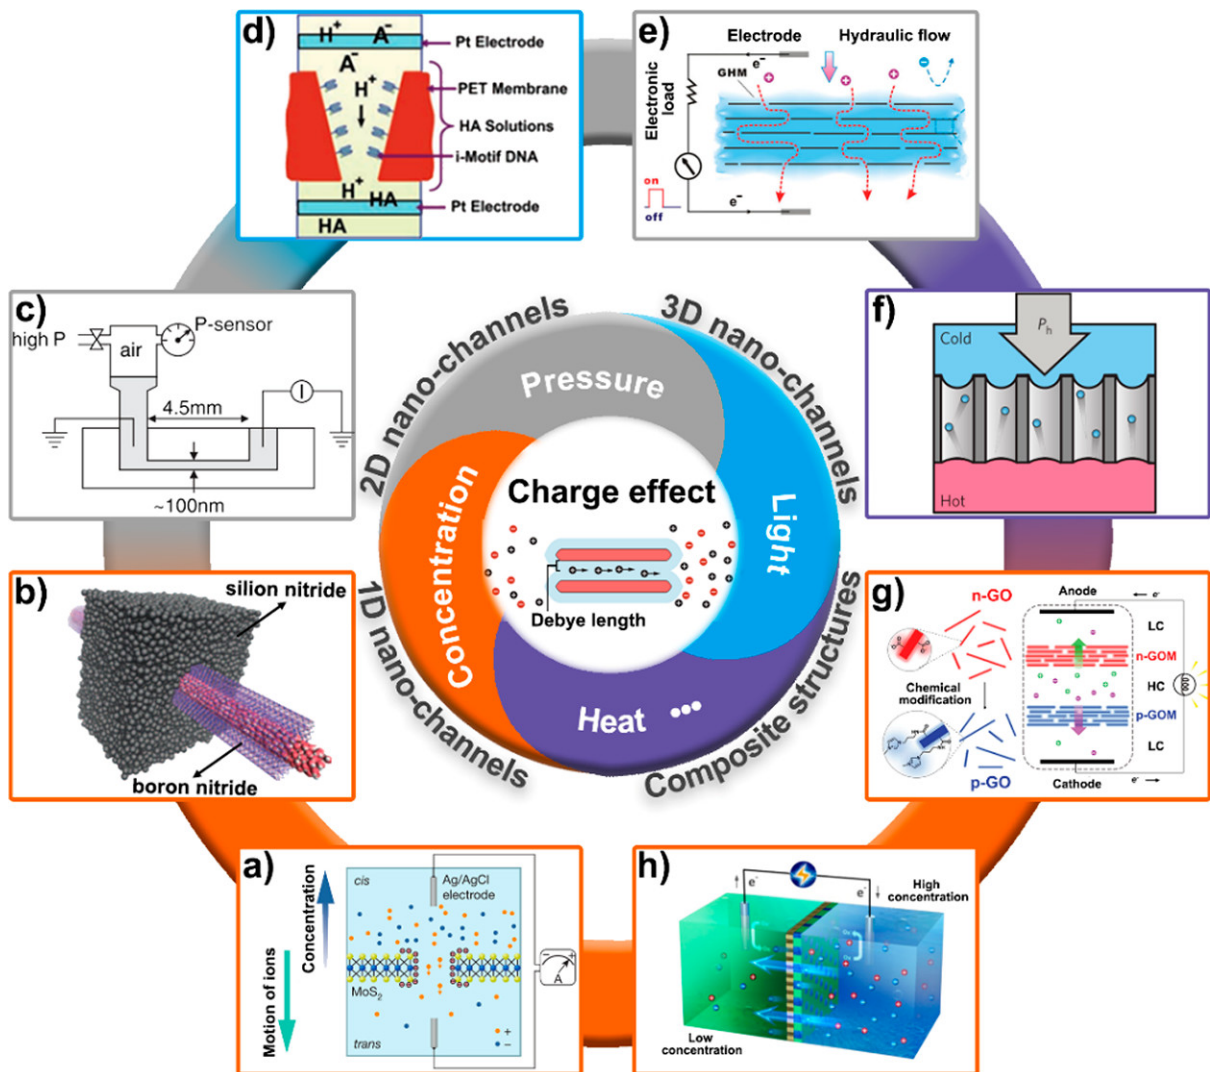 d)
H+
A-
Pt Electrode
A-
H+
PET Membrane
HA Solutions
i-Motif DNA
H+
HA
Pt Electrode
HA
e)
Electrode
Hydraulic flow
e-
GHM
Electronic
load
on
off
e-
c)
P-sensor
high P
air
I
4.5mm
~100nm
2D nano-channels
3D nano-channels
Pressure
Light
Concentration
Heat ...
Charge effect
Debye length
1D nano-channels
Composite structures
f)
Ph
Cold
Hot
b)
silion nitride
boron nitride
g)
n-GO
Anode
e-
LC
n-GOM
Chemical
modification
HC
p-GOM
LC
p-GO
Cathode
e-
a)
Concentration
Motion of ions
cis
Ag/AgCl
electrode
MoS2
A
+
−
trans
h)
e-
e-
High
concentration
Low
concentration